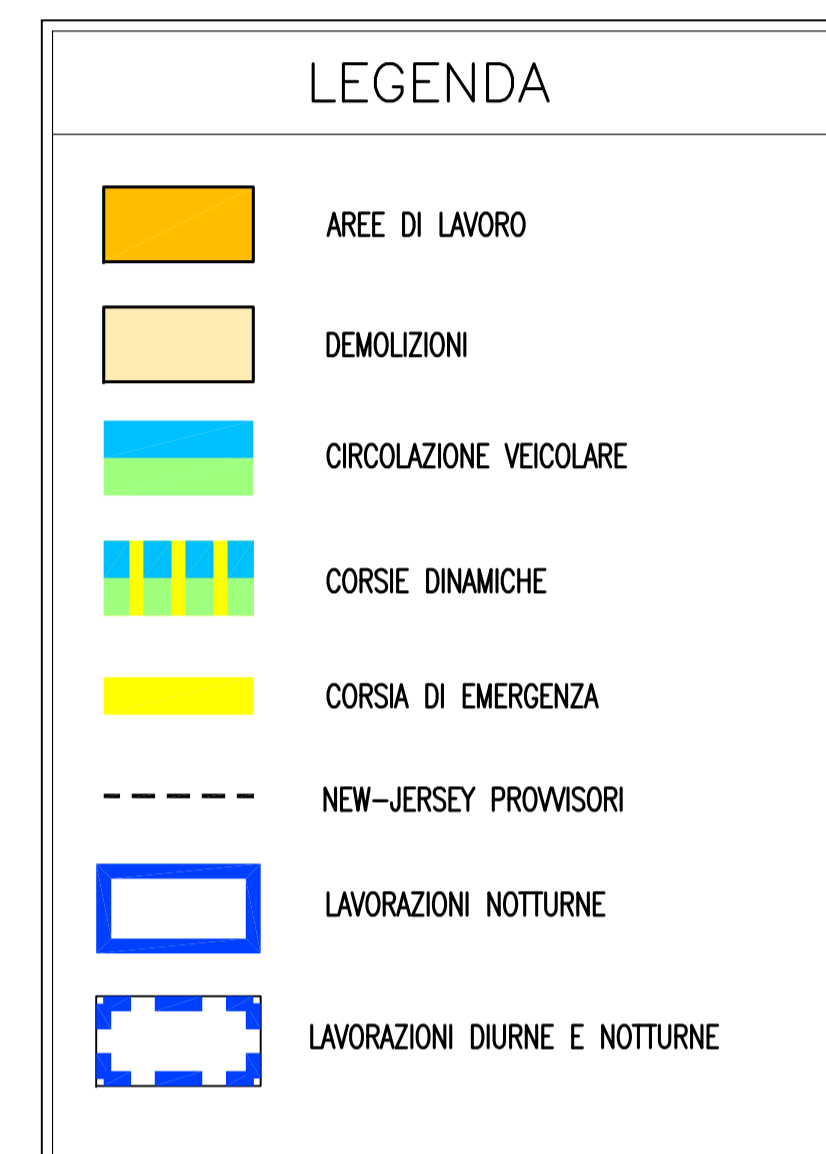 LEGENDA
AREE DI LAVORO
DEMOLIZIONI
CIRCOLAZIONE VEICOLARE
CORSIE DINAMICHE
CORSIA DI EMERGENZA
NEW-JERSEY PROVVISORI
LAVORAZIONI NOTTURNE
LAVORAZIONI DIURNE E NOTTURNE